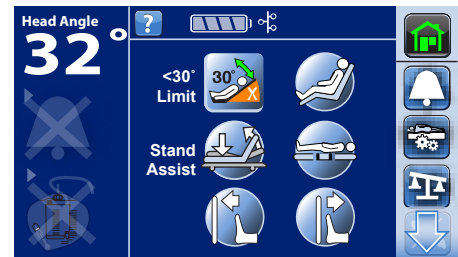 Head Angle
32°
?
<30°
Limit
30°
X
Stand
Assist